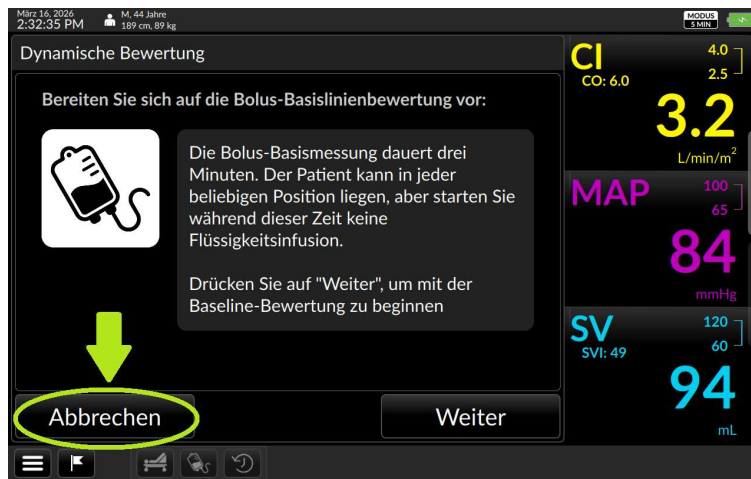 März 16, 2026
2:32:35 PM
M, 44 Jahre
189 cm, 89 kg
MODUS
5 MIN
Dynamische Bewertung
Bereiten Sie sich auf die Bolus-Basislinienbewertung vor:
Die Bolus-Basismessung dauert drei
Minuten. Der Patient kann in jeder
beliebigen Position liegen, aber starten Sie
während dieser Zeit keine
Flüssigkeitsinfusion.
Drücken Sie auf "Weiter", um mit der
Baseline-Bewertung zu beginnen
Abbrechen
Weiter
CI
CO: 6.0
4.0
2.5
3.2
L/min/m²
MAP
100
65
84
mmHg
SV
SVI: 49
120
60
94
mL